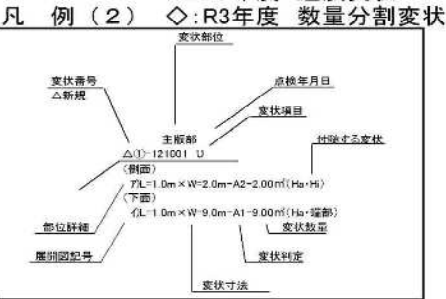 凡 例(2) ◇:R3年度 数量分割変状
変状部位
変状番号
△新規
点検年月日
変状項目
主版部
付随する変状
△①-121001 U
(側面)
ア)L=1.0m×W=2.0m-A2-2.00㎡(Ha・Hi)
(下面)
イ)L=1.0m×W=9.0m-A1-9.00㎡(Ha・端部)
部位詳細
変状数量
展開図記号
変状判定
変状寸法